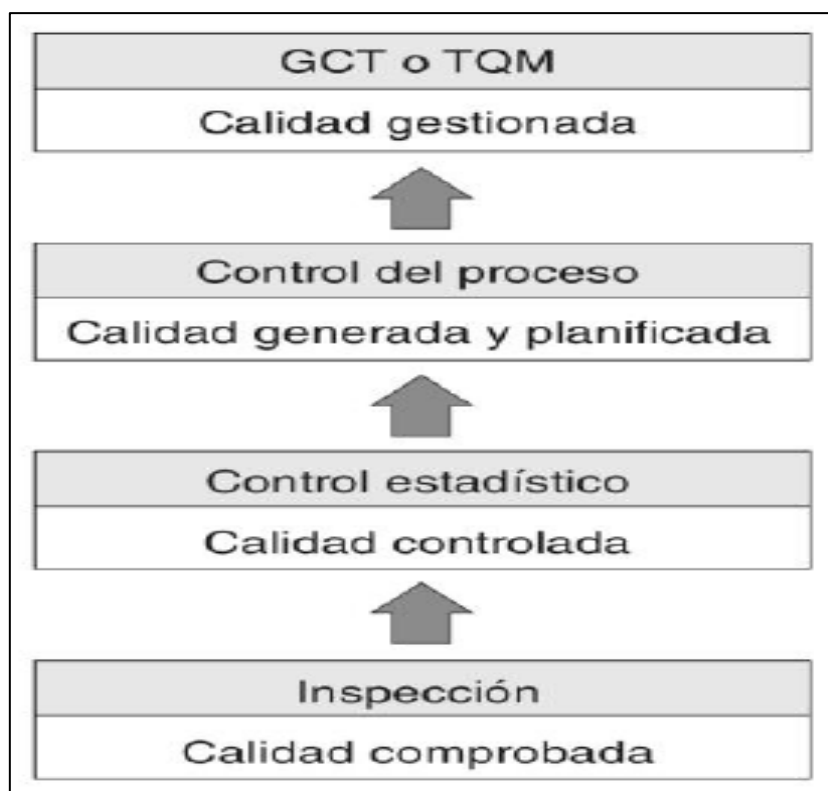 GCT o TQM
Calidad gestionada
Control del proceso
Calidad generada y planificada
Control estadístico
Calidad controlada
Inspección
Calidad comprobada